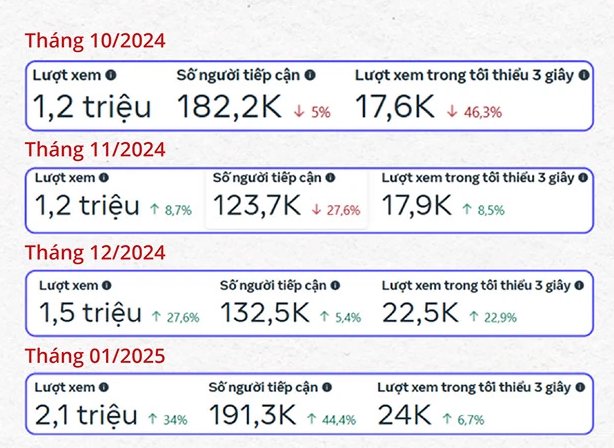 Tháng 10/2024
Lượt xem Số người tiếp cận Lượt xem trong tối thiểu 3 giây
1,2 triệu 182,2K ↓ 5% 17,6K ↓ 46,3%
Tháng 11/2024
Lượt xem Số người tiếp cận Lượt xem trong tối thiểu 3 giây
1,2 triệu ↑ 8,7% 123,7K ↓ 27,6% 17,9K ↑ 8,5%
Tháng 12/2024
Lượt xem Số người tiếp cận Lượt xem trong tối thiểu 3 giây
1,5 triệu ↑ 27,6% 132,5K ↑ 5,4% 22,5K ↑ 22,9%
Tháng 01/2025
Lượt xem Số người tiếp cận Lượt xem trong tối thiểu 3 giây
2,1 triệu ↑ 34% 191,3K ↑ 44,4% 24K ↑ 6,7%